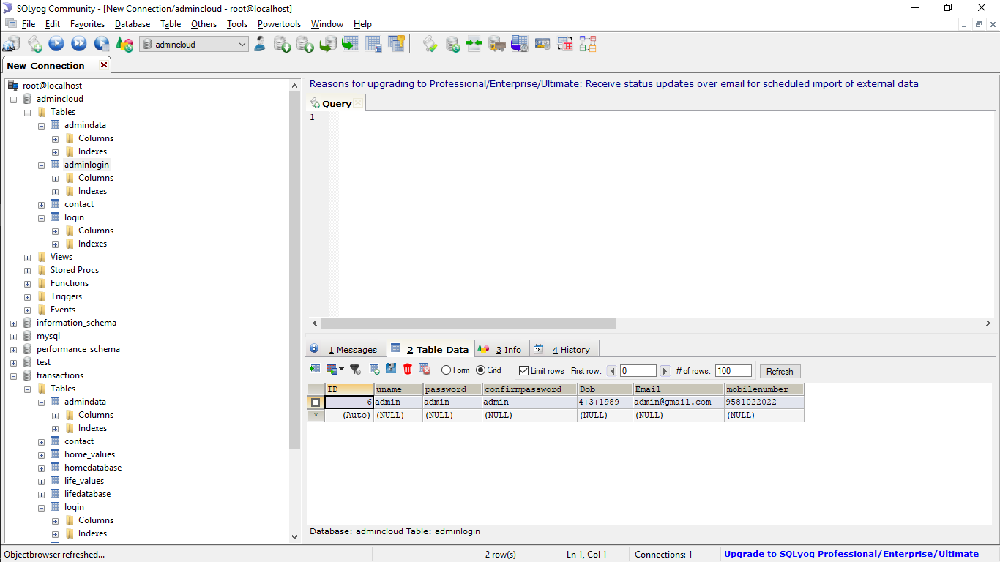 SQLyog Community - [New Connection/admincloud - root@localhost]
File Edit Favorites Database Table Others Tools Powertools Window Help
admincloud
New Connection
root@localhost
admincloud
Tables
admindata
Columns
Indexes
adminlogin
Columns
Indexes
contact
login
Columns
Indexes
Views
Stored Procs
Functions
Triggers
Events
information_schema
mysql
performance_schema
test
transactions
Tables
admindata
Columns
Indexes
contact
home_values
homedatabase
life_values
lifedatabase
login
Columns
Indexes
Reasons for upgrading to Professional/Enterprise/Ultimate: Receive status updates over email for scheduled import of external data
Query
1
1 Messages 2 Table Data 3 Info 18 4 History
Form Grid Limit rows First row: 0 # of rows: 100 Refresh
ID uname password confirmpassword Dob Email mobilenumber
6 admin admin admin 4+3+1989 admin@gmail.com 9581022022
* (Auto) (NULL) (NULL) (NULL) (NULL) (NULL) (NULL)
Database: admincloud Table: adminlogin
Objectbrowser refreshed... 2 row(s) Ln 1, Col 1 Connections: 1 Upgrade to SQLyog Professional/Enterprise/Ultimate